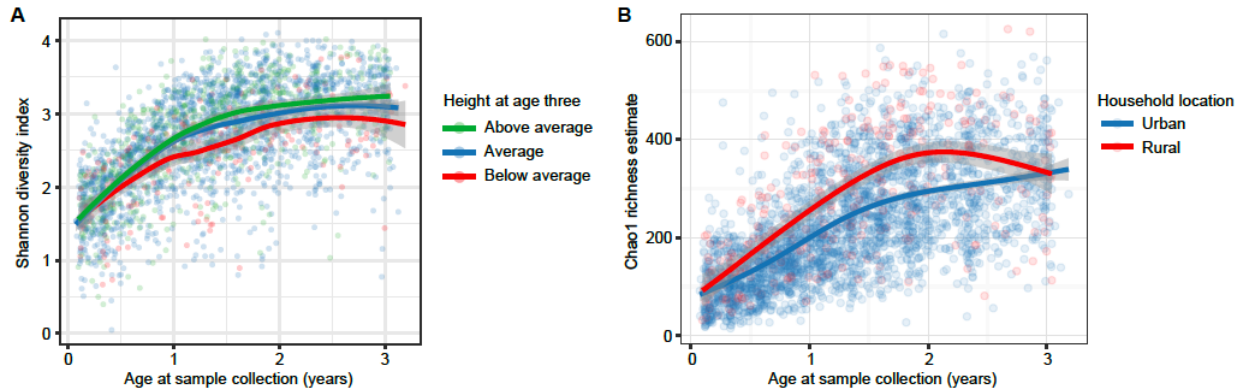 A
Shannon diversity index
4
3
2
1
0
0 1 2 3
Age at sample collection (years)
Height at age three
Above average
Average
Below average
B
Chao1 richness estimate
600
400
200
0
0 1 2 3
Age at sample collection (years)
Household location
Urban
Rural